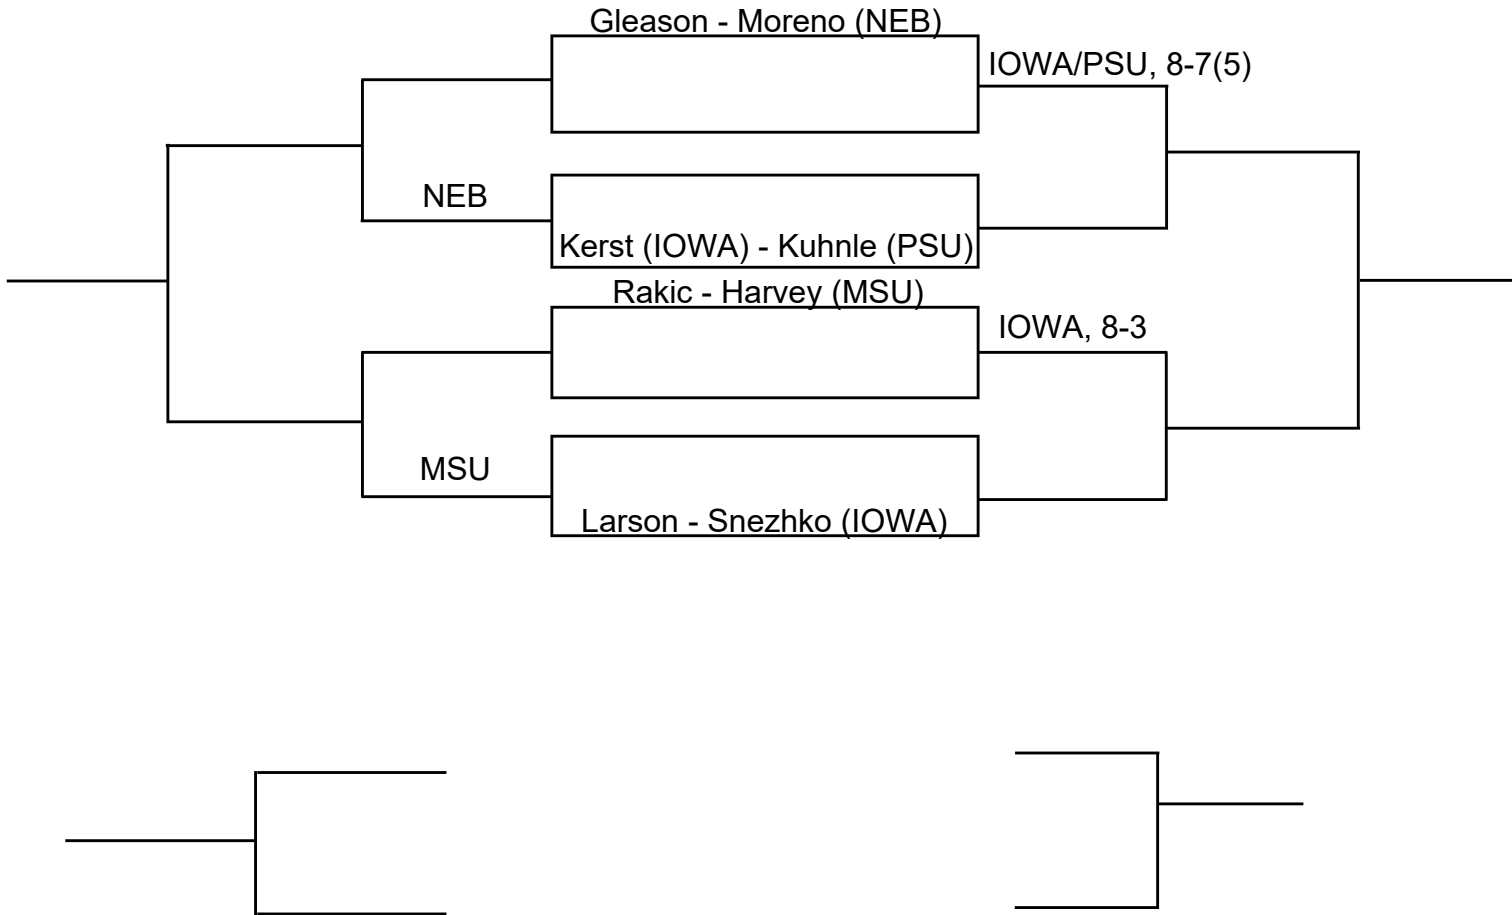 Gleason - Moreno (NEB)
IOWA/PSU, 8-7(5)
NEB
Kerst (IOWA) - Kuhnle (PSU)
Rakic - Harvey (MSU)
IOWA, 8-3
MSU
Larson - Snezhko (IOWA)